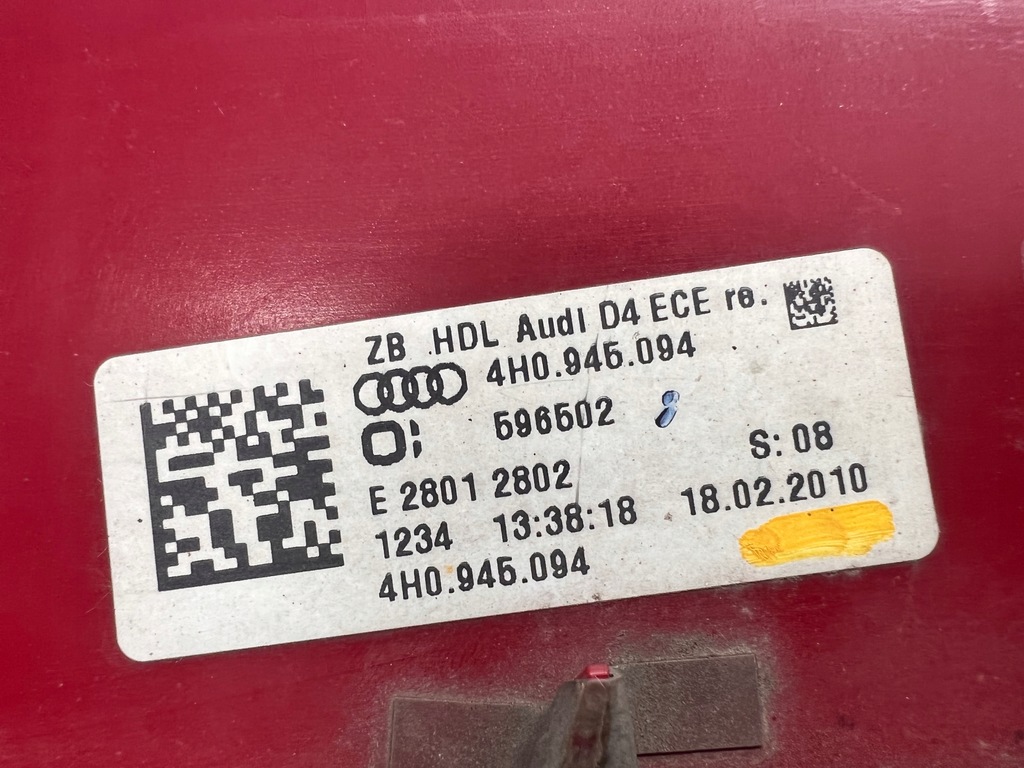 ZB HDL Audi D4 ECE re.
4H0.945.094
596502
E 2801 2802
S: 08
1234 13:38:18 18.02.2010
4H0.945.094